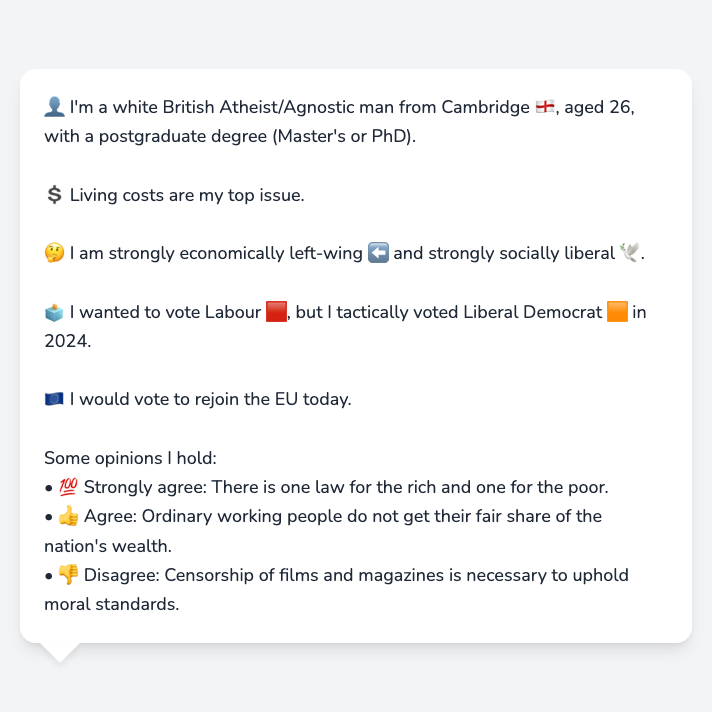 👤 I'm a white British Atheist/Agnostic man from Cambridge 🏴󠁧󠁢󠁥󠁮󠁧󠁿, aged 26,
with a postgraduate degree (Master's or PhD).
💲 Living costs are my top issue.
🤔 I am strongly economically left-wing ⬅️ and strongly socially liberal 🕊️.
🗳️ I wanted to vote Labour 🟥, but I tactically voted Liberal Democrat 🟧 in
2024.
🇪🇺 I would vote to rejoin the EU today.
Some opinions I hold:
• 💯 Strongly agree: There is one law for the rich and one for the poor.
• 👍 Agree: Ordinary working people do not get their fair share of the
nation's wealth.
• 👎 Disagree: Censorship of films and magazines is necessary to uphold
moral standards.